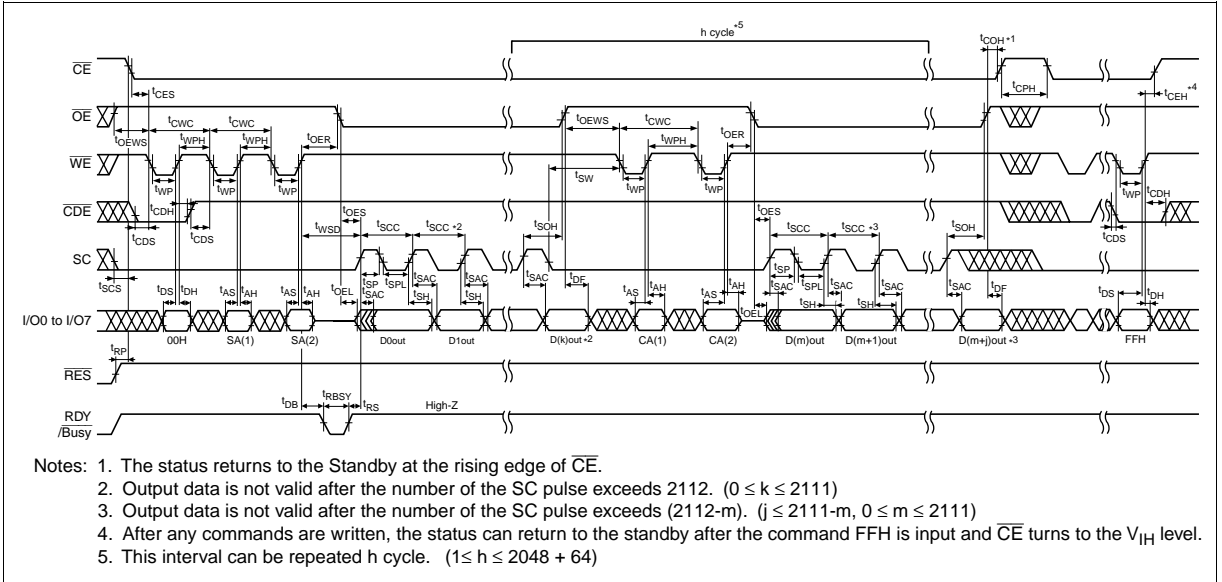 h cycle*5
tCOH*1
CE
tCES
tCPH
tCEH*4
OE
tOEWS tCWC tCWC tOER tOEWS tCWC tOER
tWPH tWPH tWPH
WE
tWP tWP tWP tSW tWP tWP tWP
tCDH
CDE
tCDH tOES tOES
tCDS tCDS tWSD tSCC tSCC*2 tSOH tSCC tSCC*3 tSOH tCDS
SC
tSCS tSP tSPL tSAC tSAC tSAC tDF tSP tSPL tSAC tSAC tSAC tDF
tDS tDH tAS tAH tAS tAH tOEL tSAC tSH tSH tAS tAH tAS tAH tOEL tSAC tSH tSH tDS tDH
I/O0 to I/O7
00H SA(1) SA(2) D0out D1out D(k)out*2 CA(1) CA(2) D(m)out D(m+1)out D(m+j)out*3 FFH
tRP
RES
tDB tRBSY tRS High-Z
RDY
/Busy
Notes: 1. The status returns to the Standby at the rising edge of CE.
2. Output data is not valid after the number of the SC pulse exceeds 2112. (0 ≤ k ≤ 2111)
3. Output data is not valid after the number of the SC pulse exceeds (2112-m). (j ≤ 2111-m, 0 ≤ m ≤ 2111)
4. After any commands are written, the status can return to the standby after the command FFH is input and CE turns to the VIH level.
5. This interval can be repeated h cycle. (1≤ h ≤ 2048 + 64)